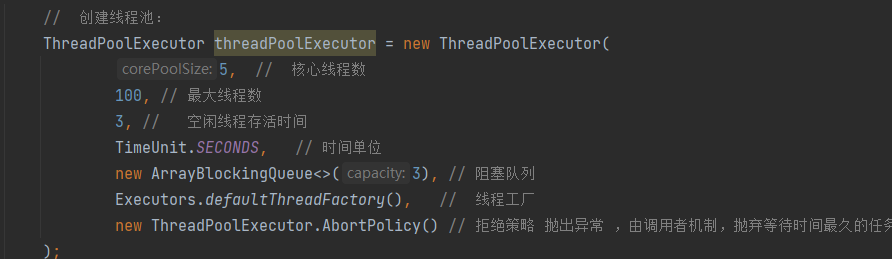 // 创建线程池:
ThreadPoolExecutor threadPoolExecutor = new ThreadPoolExecutor(
corePoolSize: 5, // 核心线程数
100, // 最大线程数
3, // 空闲线程存活时间
TimeUnit.SECONDS, // 时间单位
new ArrayBlockingQueue<>( capacity: 3), // 阻塞队列
Executors.defaultThreadFactory(), // 线程工厂
new ThreadPoolExecutor.AbortPolicy() // 拒绝策略 抛出异常 ，由调用者机制，抛弃等待时间最久的任务
);